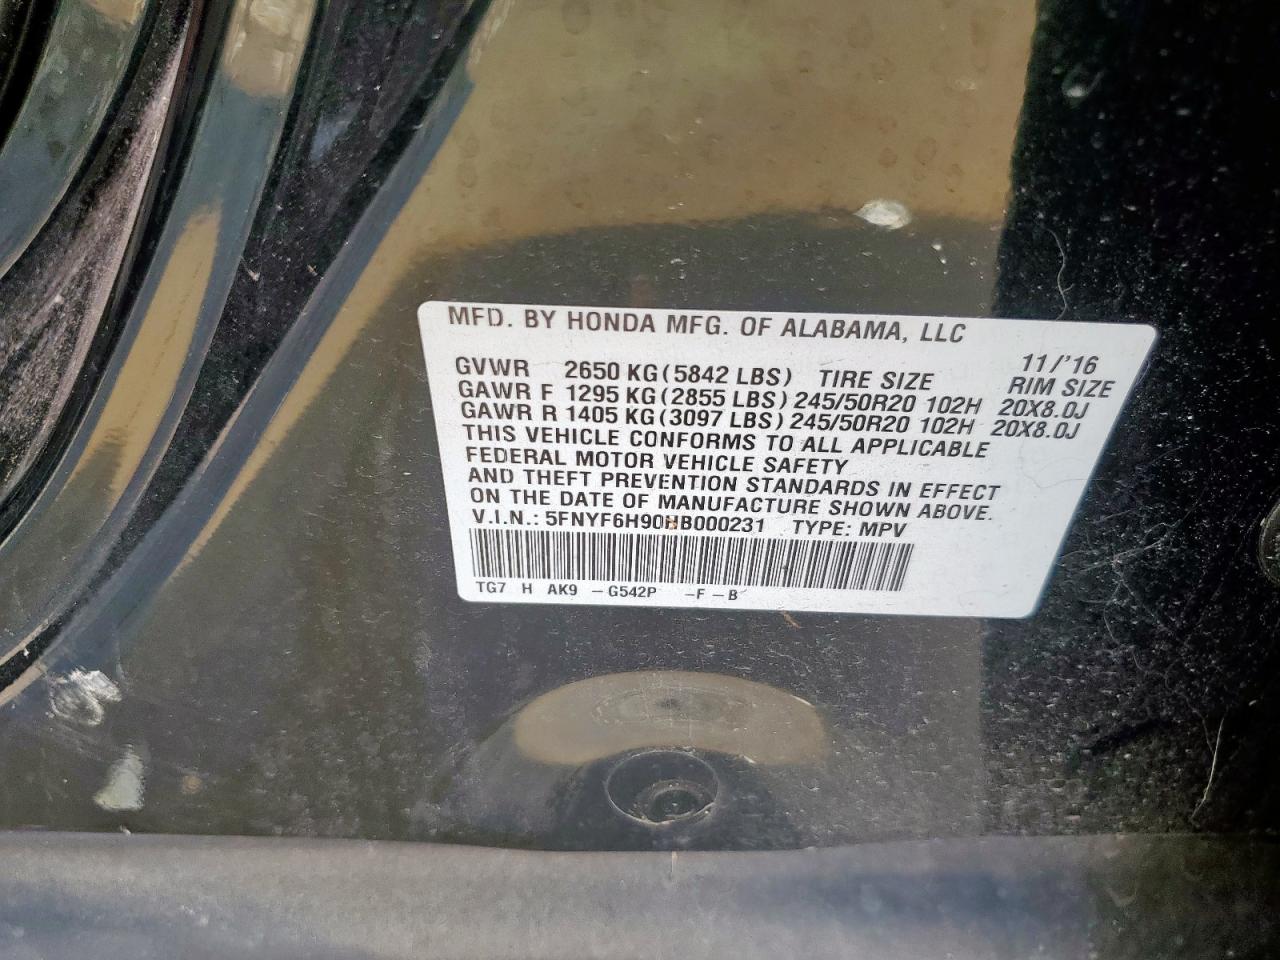 MFD. BY HONDA MFG. OF ALABAMA, LLC
11/'16
GVWR 2650 KG (5842 LBS) TIRE SIZE RIM SIZE
GAWR F 1295 KG (2855 LBS) 245/50R20 102H 20X8.0J
GAWR R 1405 KG (3097 LBS) 245/50R20 102H 20X8.0J
THIS VEHICLE CONFORMS TO ALL APPLICABLE
FEDERAL MOTOR VEHICLE SAFETY
AND THEFT PREVENTION STANDARDS IN EFFECT
ON THE DATE OF MANUFACTURE SHOWN ABOVE.
V.I.N.: 5FNYF6H90HB000231 TYPE: MPV
TG7 H AK9 –G542P –F –B